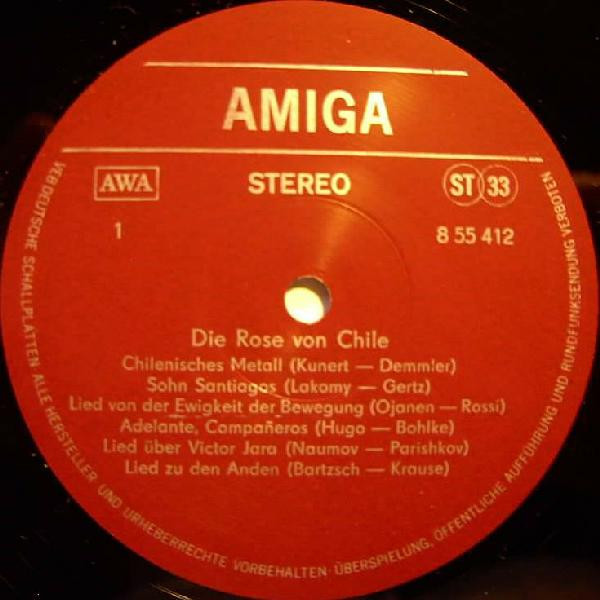 AMIGA
AWA
STEREO
ST 33
1
8 55 412
Die Rose von Chile
Chilenisches Metall (Kunert — Demmler)
Sohn Santiagos (Lakomy — Gertz)
Lied von der Ewigkeit der Bewegung (Ojanen — Rossi)
Adelante, Compañeros (Hugo — Bohlke)
Lied über Victor Jara (Naumov — Parishkov)
Lied zu den Anden (Bartzsch — Krause)
VEB DEUTSCHE SCHALLPLATTEN ALLE HERSTELLER- UND URHEBERRECHTE VORBEHALTEN · ÜBERSPIELUNG, ÖFFENTLICHE AUFFÜHRUNG UND RUNDFUNKSENDUNG VERBOTEN